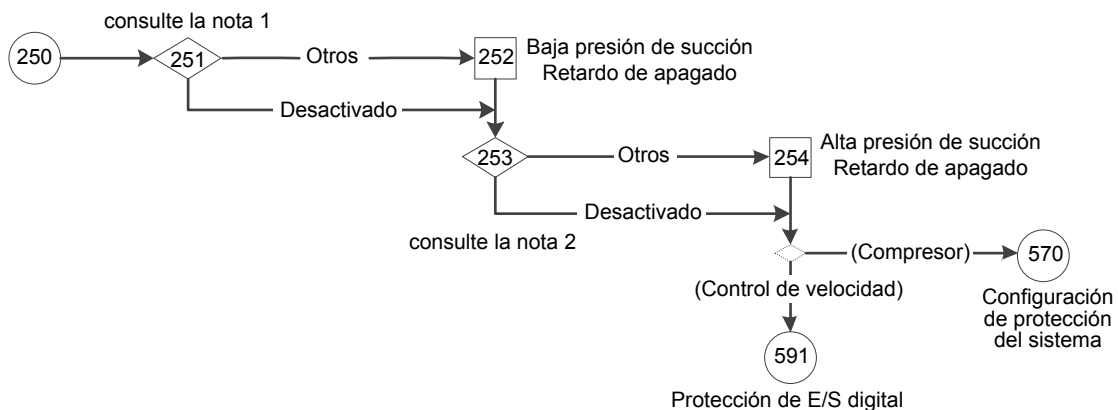 consulte la nota 1
250
251
Otros
252
Baja presión de succión
Retardo de apagado
Desactivado
253
Otros
254
Alta presión de succión
Retardo de apagado
Desactivado
consulte la nota 2
(Compresor)
570
(Control de velocidad)
Configuración
de protección
del sistema
591
Protección de E/S digital